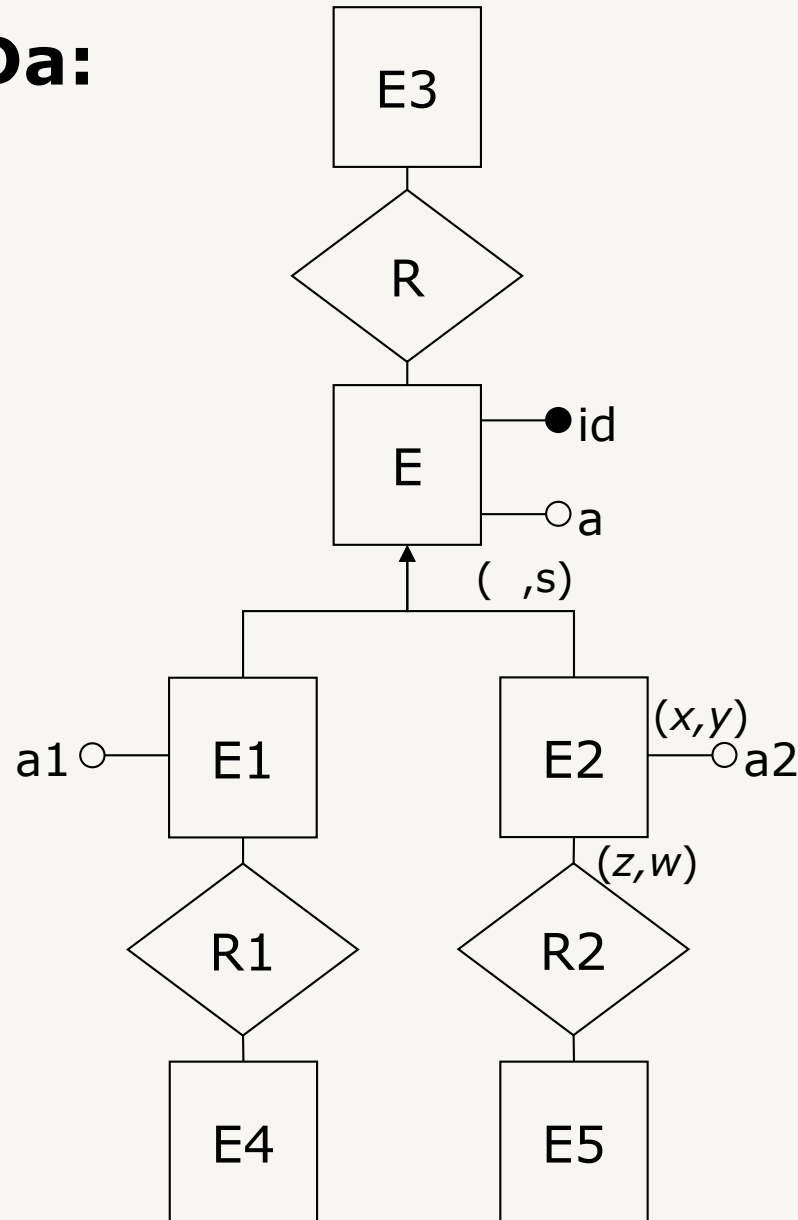 Da:
E3
R
id
E
a
( ,s)
(x,y)
a1 E1 E2 a2
(z,w)
R1 R2
E4 E5